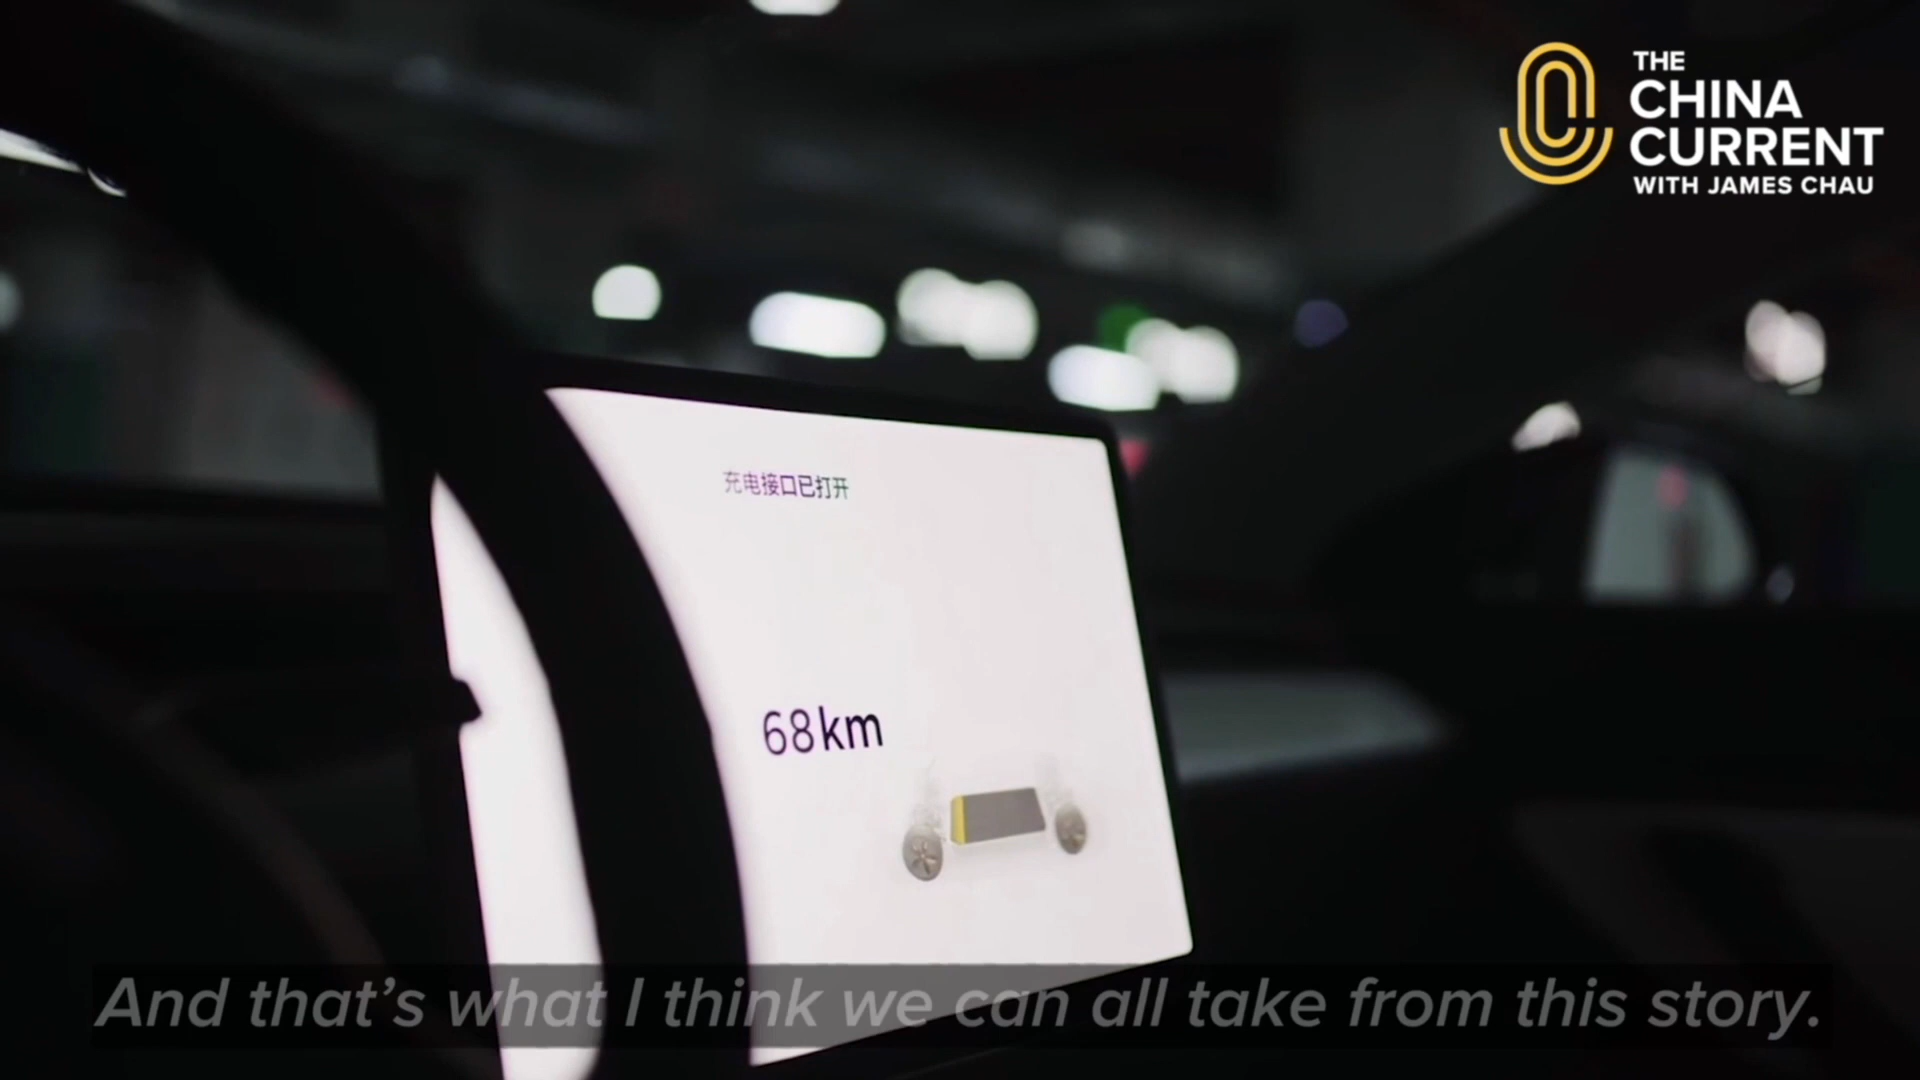 THE
CHINA
CURRENT
WITH JAMES CHAU
充电接口已打开
68km
And that's what I think we can all take from this story.